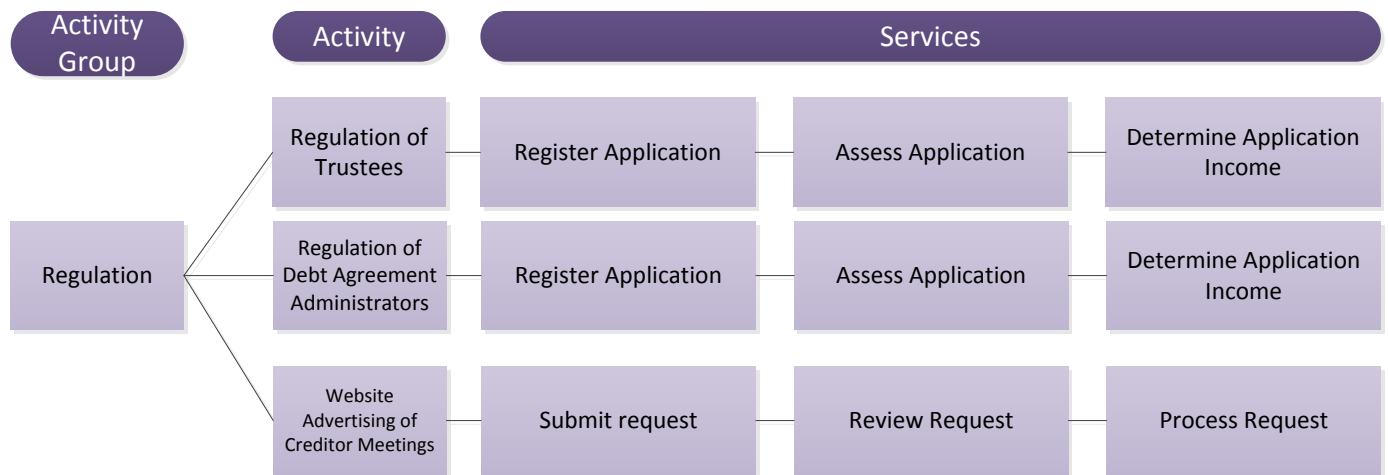 Activity
Group
Activity
Services
Regulation
Regulation of
Trustees
Register Application
Assess Application
Determine Application
Income
Regulation of
Debt Agreement
Administrators
Register Application
Assess Application
Determine Application
Income
Website
Advertising of
Creditor Meetings
Submit request
Review Request
Process Request